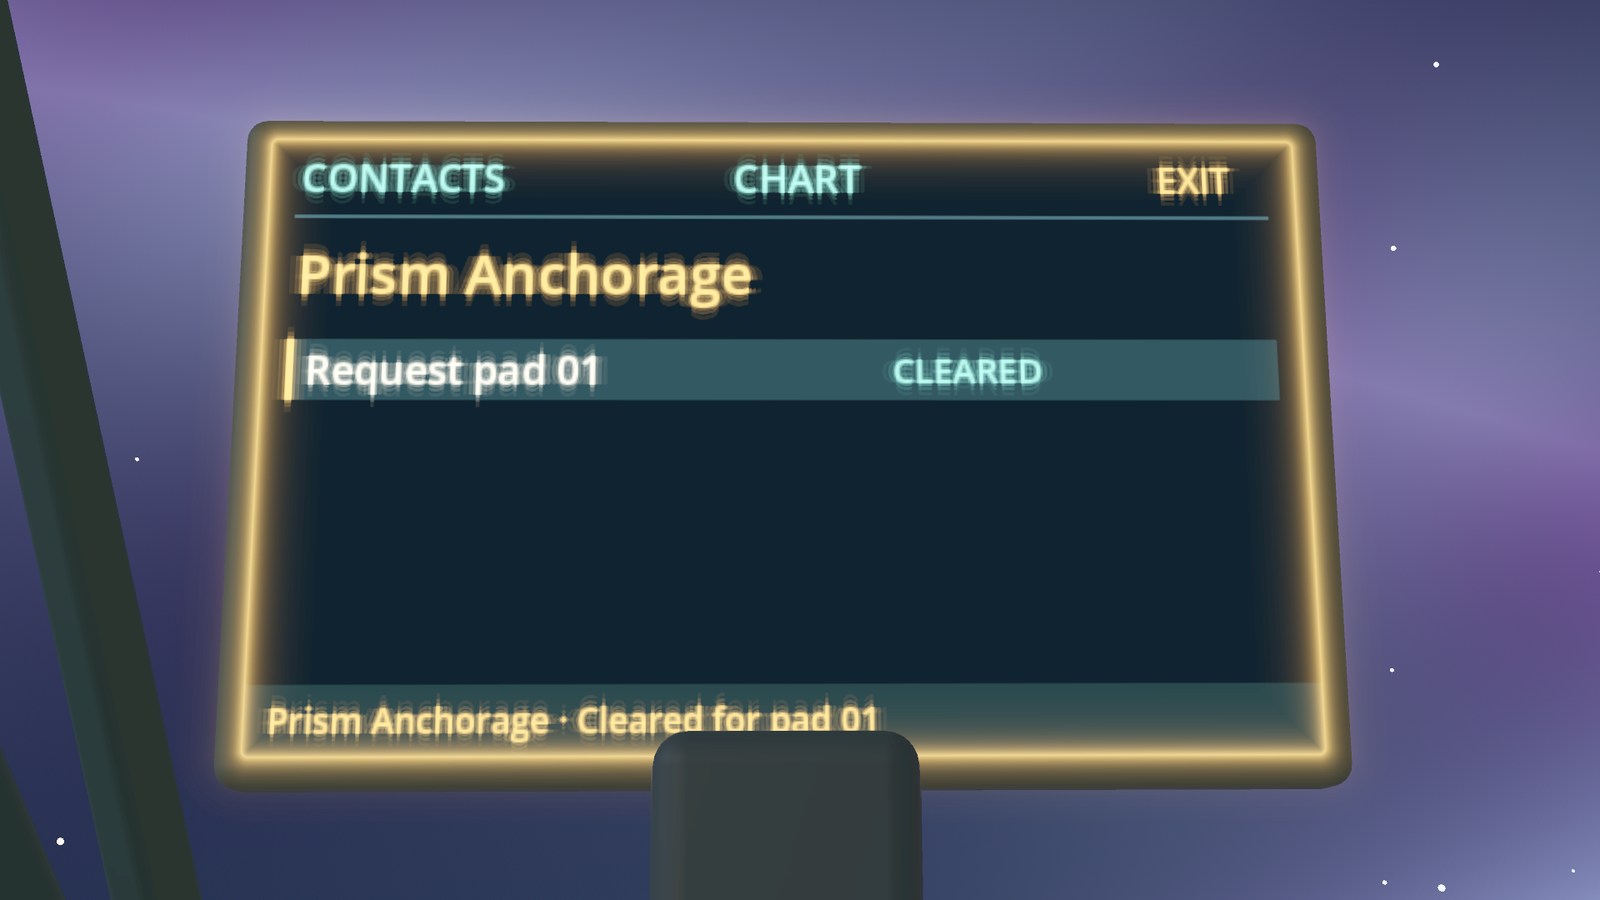 CONTACTS CHART EXIT
Prism Anchorage
Request pad 01 CLEARED
Prism Anchorage · Cleared for pad 01